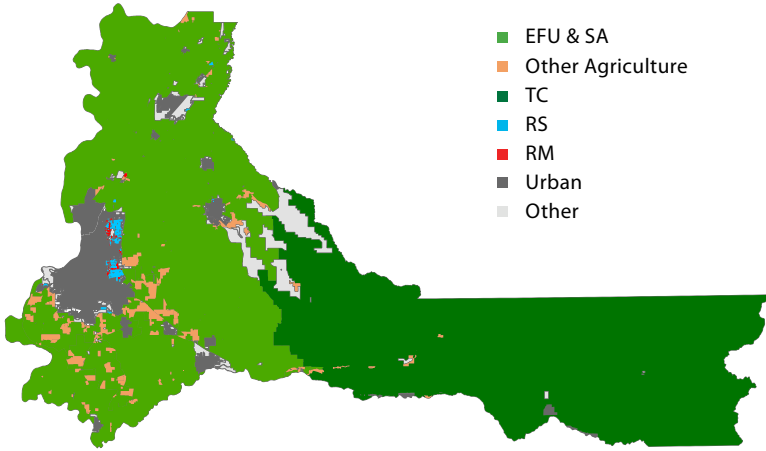 EFU & SA
Other Agriculture
TC
RS
RM
Urban
Other